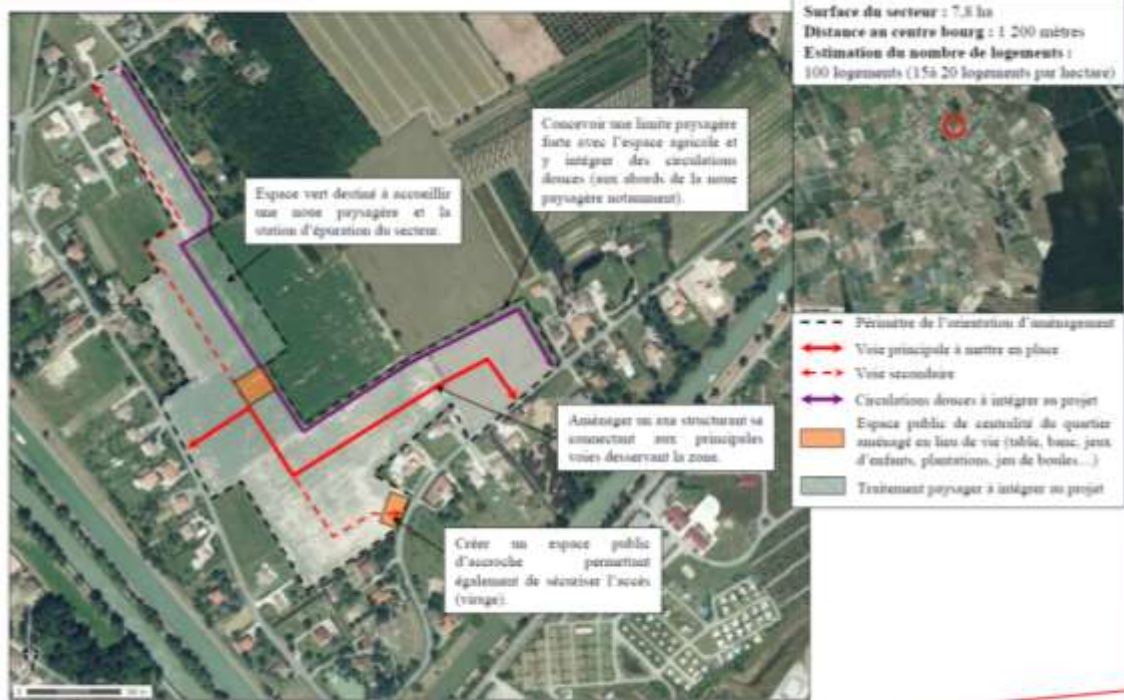 Surface du secteur : 7,8 ha
Distance au centre bourg : 1 200 mètres
Estimation du nombre de logements :
100 logements (15à 20 logements par hectare)
Concevoir une limite paysagère
forte avec l'espace agricole et
y intégrer des circulations
douces (aux abords de la noue
paysagère notamment).
Espace vert destiné à accueillir
une noue paysagère et la
station d'épuration du secteur.
Aménager un axe structurant se
connectant aux principales
voies desservant la zone.
Créer un espace public
d'accroche permettant
également de sécuriser l'accès
(virage).
Périmètre de l'orientation d'aménagement
Voie principale à mettre en place
Voie secondaire
Circulations douces à intégrer au projet
Espace public de centralité du quartier
aménagé en lieu de vie (table, banc, jeux
d'enfants, plantations, jeu de boules…)
Traitement paysager à intégrer au projet